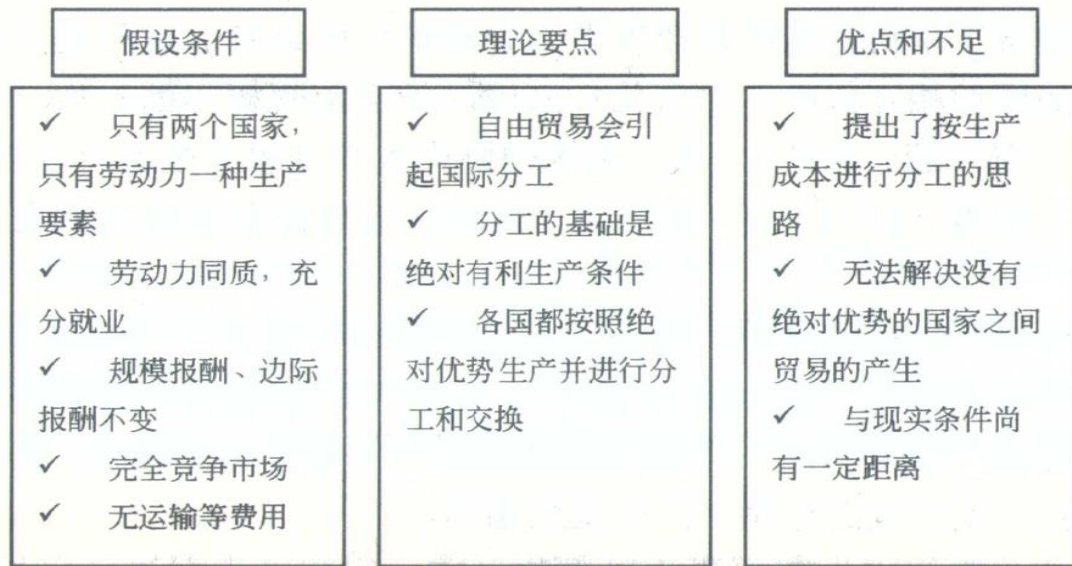 假设条件
只有两个国家，
只有劳动力一种生产
要素
劳动力同质，充
分就业
规模报酬、边际
报酬不变
完全竞争市场
无运输等费用
理论要点
自由贸易会引
起国际分工
分工的基础是
绝对有利生产条件
各国都按照绝
对优势生产并进行分
工和交换
优点和不足
提出了按生产
成本进行分工的思
路
无法解决没有
绝对优势的国家之间
贸易的产生
与现实条件尚
有一定距离